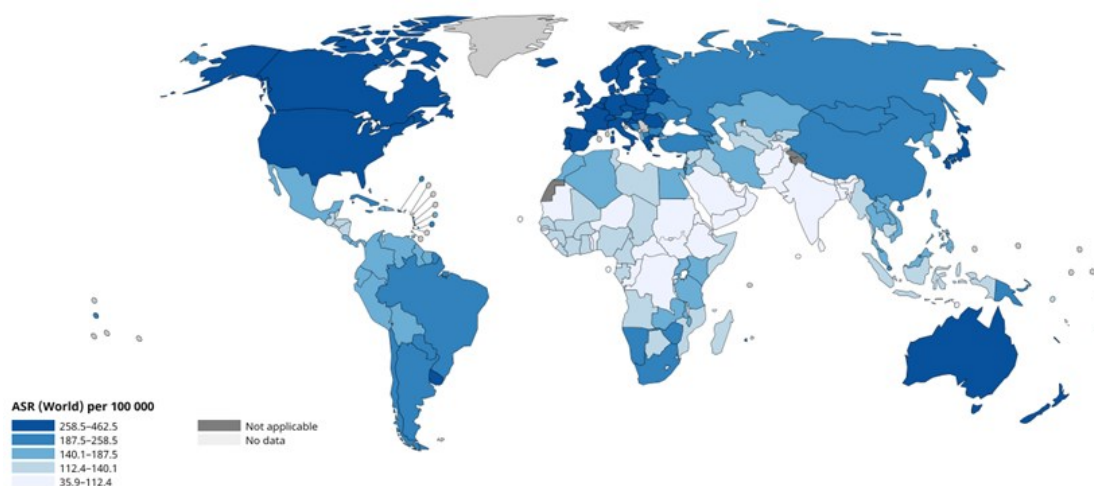 ASR (World) per 100 000
258.5–462.5
187.5–258.5
140.1–187.5
112.4–140.1
35.9–112.4
Not applicable
No data